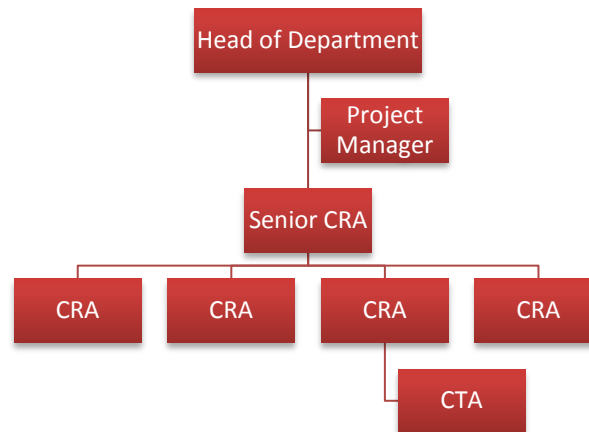 Head of Department
Project
Manager
Senior CRA
CRA
CRA
CRA
CRA
CTA